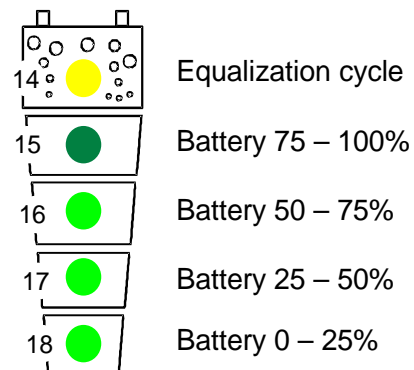 14 Equalization cycle
15 Battery 75 – 100%
16 Battery 50 – 75%
17 Battery 25 – 50%
18 Battery 0 – 25%